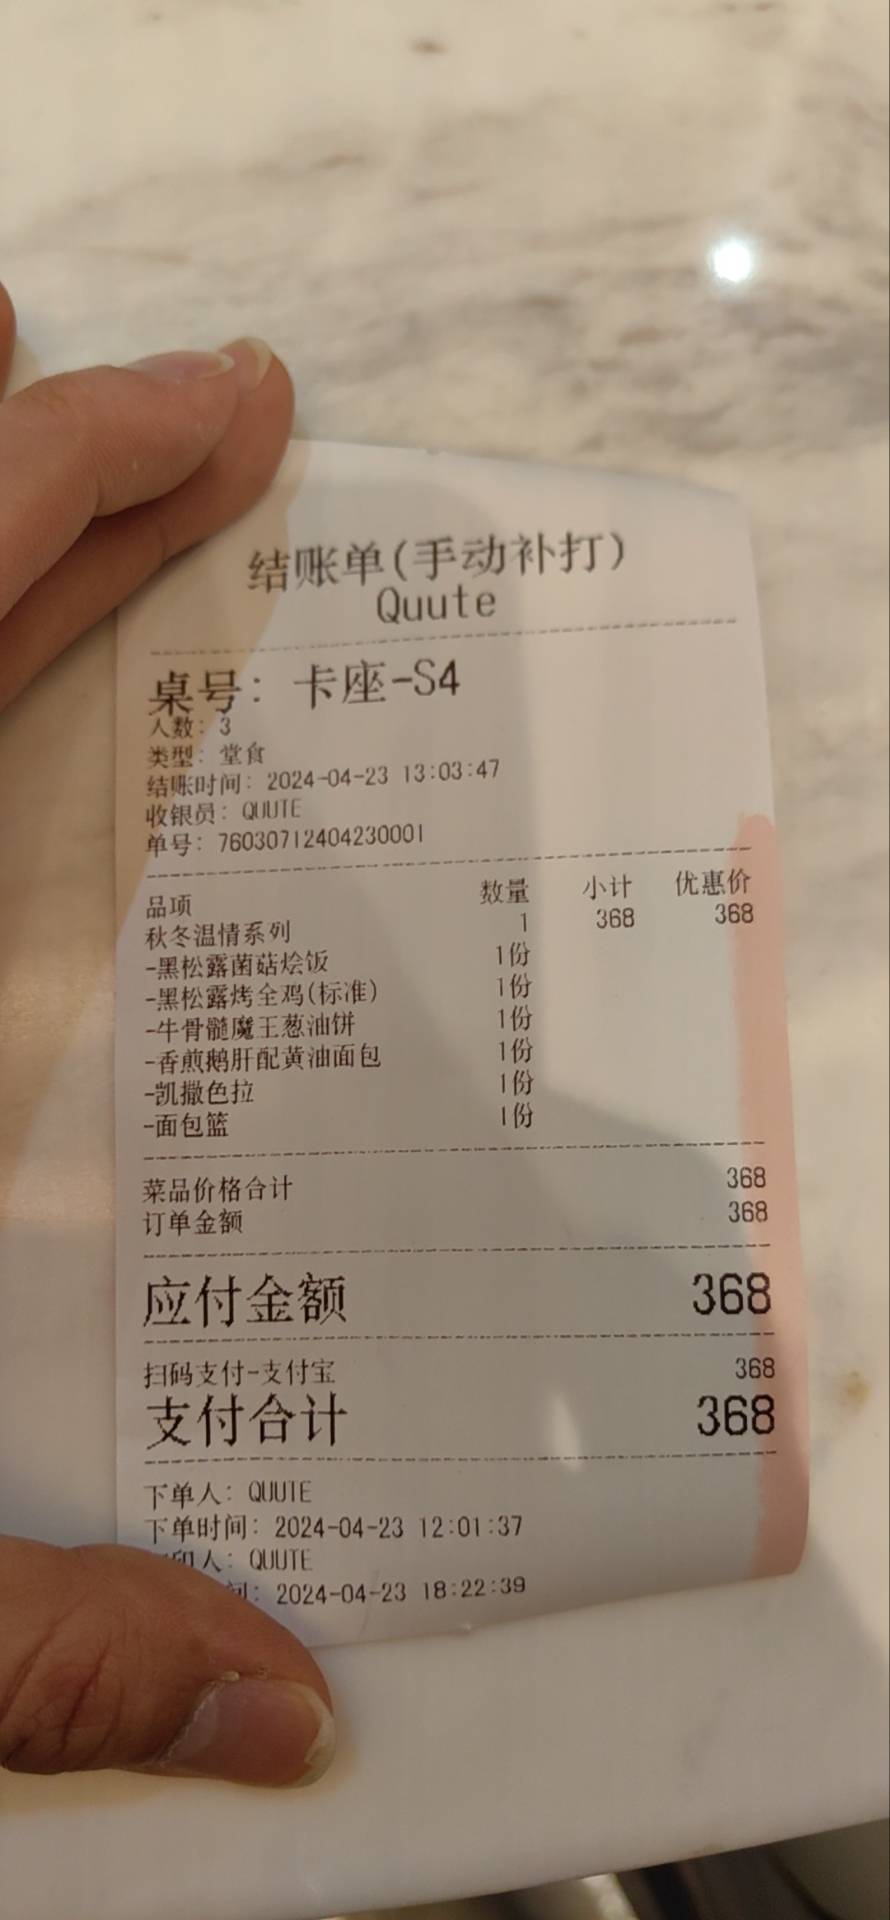 结账单(手动补打)
Quute
桌号: 卡座-S4
人数: 3
类型: 堂食
结账时间: 2024-04-23 13:03:47
收银员: QUUTE
单号: 76030712404230001
品项 数量 小计 优惠价
秋冬温情系列 1 368 368
-黑松露菌菇烩饭 1份
-黑松露烤全鸡(标准) 1份
-牛骨髓魔王葱油饼 1份
-香煎鹅肝配黄油面包 1份
-凯撒色拉 1份
-面包篮 1份
菜品价格合计 368
订单金额 368
应付金额 368
扫码支付-支付宝 368
支付合计 368
下单人: QUUTE
下单时间: 2024-04-23 12:01:37
印人: QUUTE
间: 2024-04-23 18:22:39